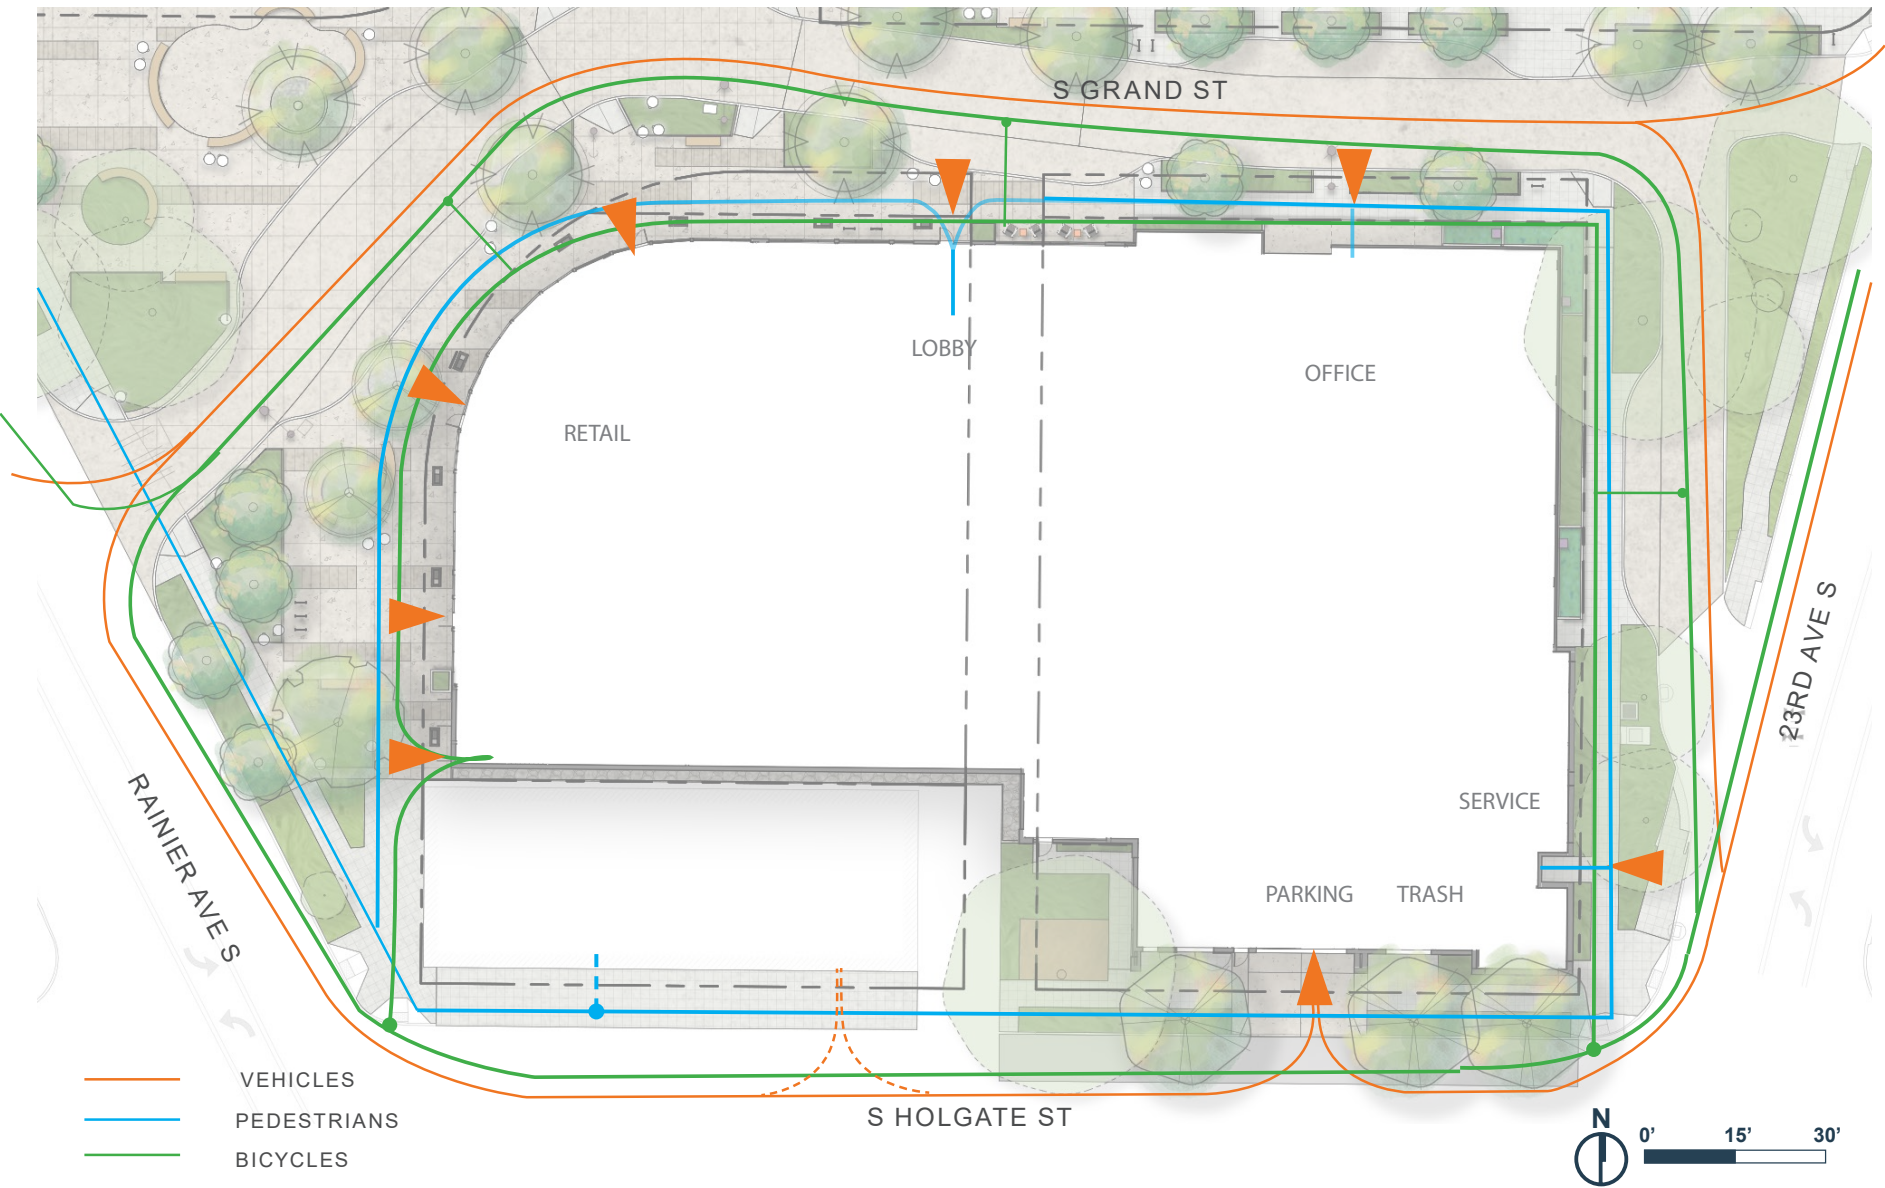 S GRAND ST
LOBBY
OFFICE
RETAIL
23RD AVE S
SERVICE
RAINIER AVE S
PARKING
TRASH
VEHICLES
PEDESTRIANS
BICYCLES
S HOLGATE ST
N
0' 15' 30'